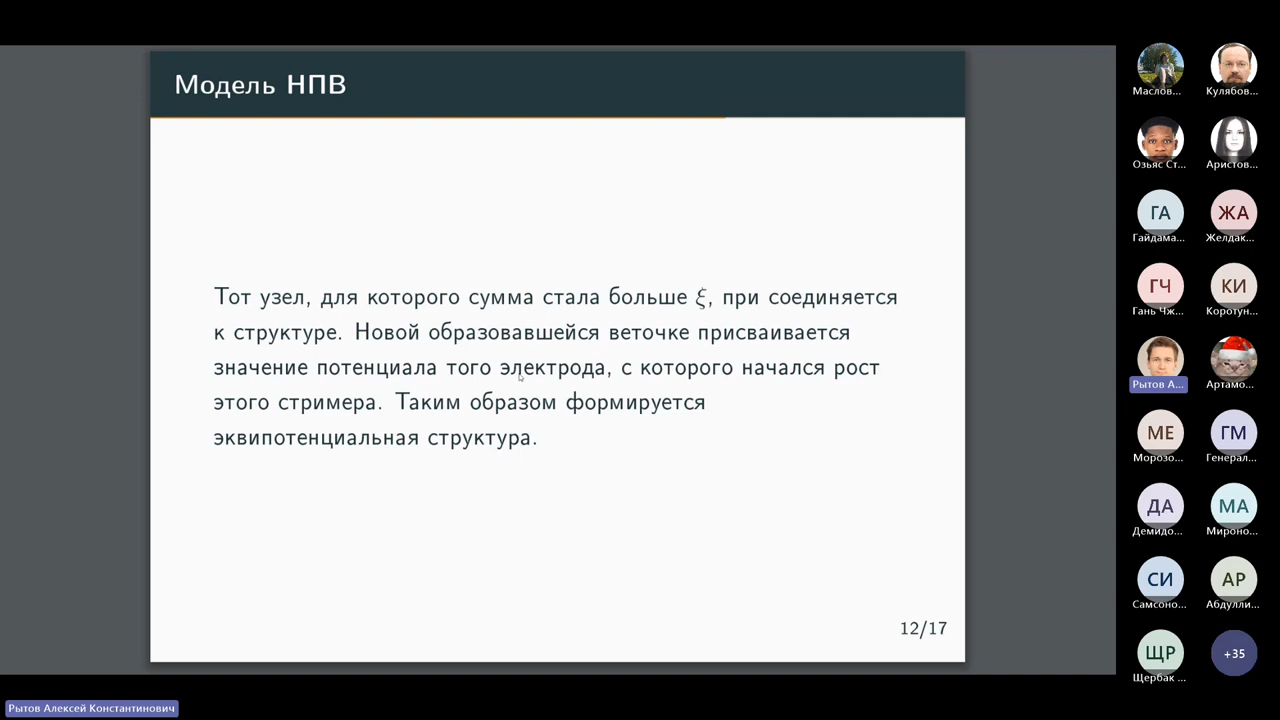 Модель НПВ
Тот узел, для которого сумма стала больше ξ, при соединяется
к структуре. Новой образовавшейся веточке присваивается
значение потенциала того электрода, с которого начался рост
этого стримера. Таким образом формируется
эквипотенциальная структура.
12/17
Маслов...
Кулябов...
Озьяс Ст...
Аристов...
ГА
ЖА
Гайдама...
Желдак...
ГЧ
КИ
Гань Чж...
Коротун...
Рытов А...
Артамо...
МЕ
ГМ
Морозо...
Генерал...
ДА
МА
Демидо...
Мироно...
СИ
АР
Самсоно...
Абдулли...
ЩР
+35
Щербак ...
Рытов Алексей Константинович